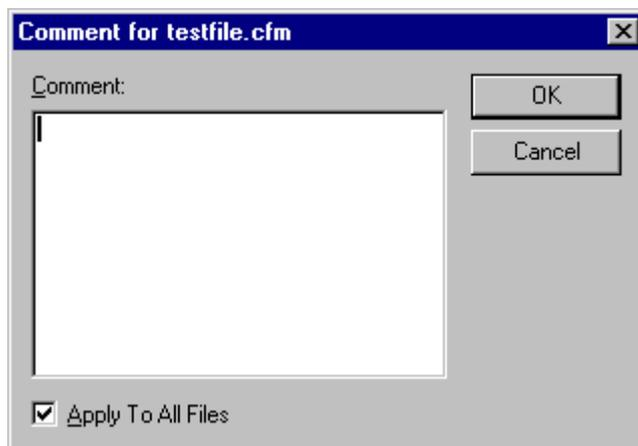 Comment for testfile.cfm
Comment:
OK
Cancel
Apply To All Files